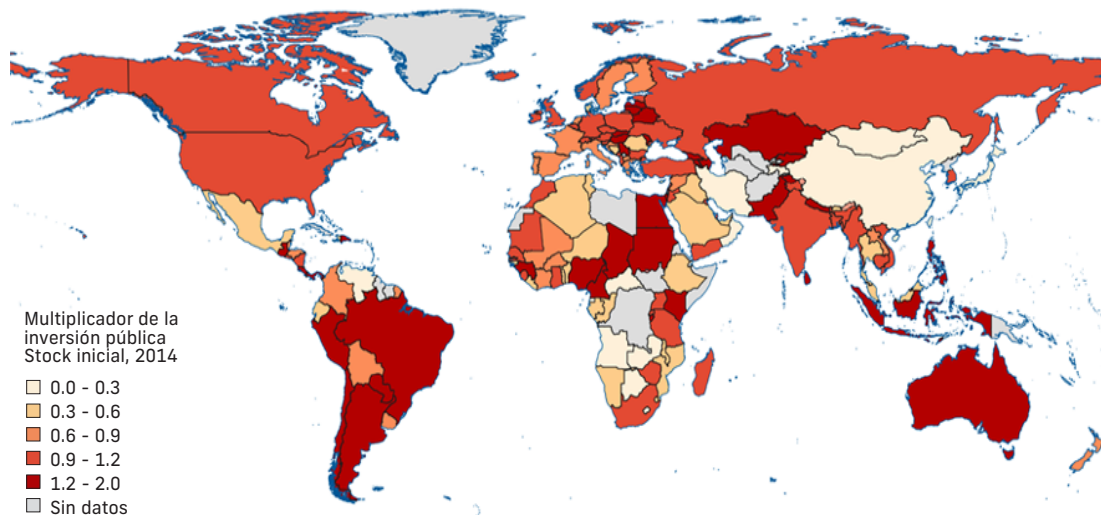 Multiplicador de la
inversión pública
Stock inicial, 2014
0.0 - 0.3
0.3 - 0.6
0.6 - 0.9
0.9 - 1.2
1.2 - 2.0
Sin datos